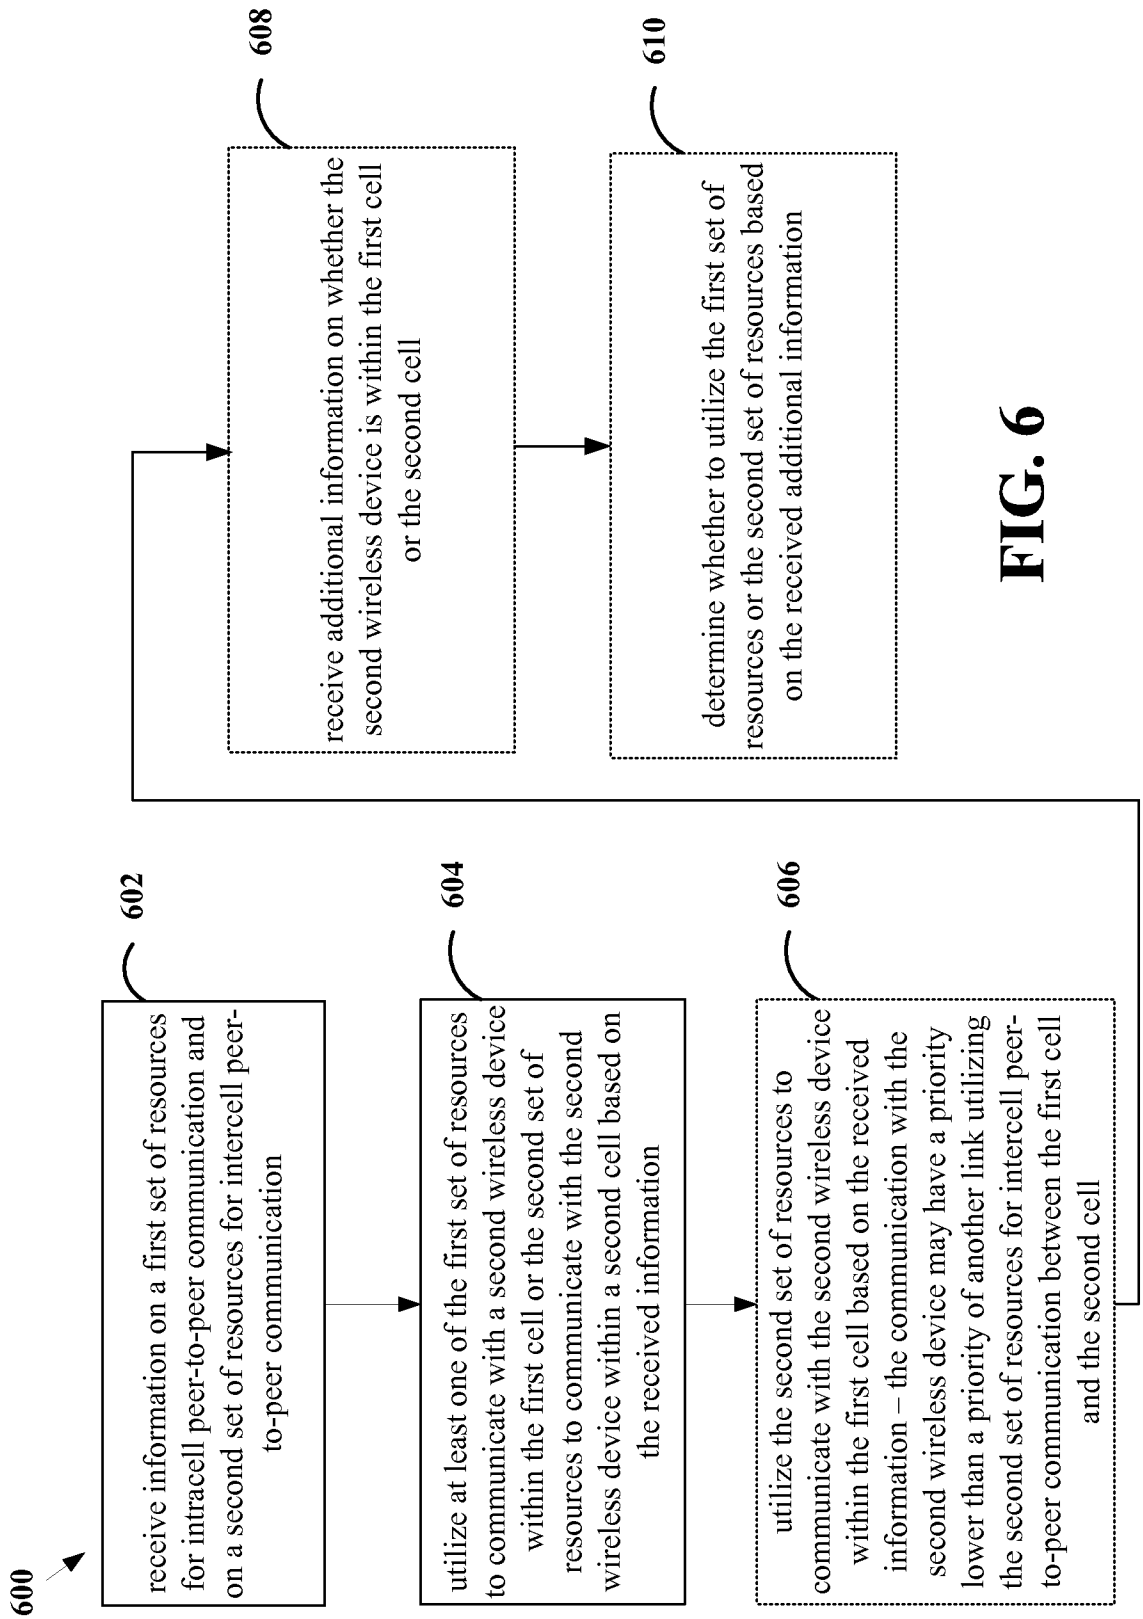 600
602
receive information on a first set of resources
for intracell peer-to-peer communication and
on a second set of resources for intercell peer-
to-peer communication
604
utilize at least one of the first set of resources
to communicate with a second wireless device
within the first cell or the second set of
resources to communicate with the second
wireless device within a second cell based on
the received information
606
utilize the second set of resources to
communicate with the second wireless device
within the first cell based on the received
information – the communication with the
second wireless device may have a priority
lower than a priority of another link utilizing
the second set of resources for intercell peer-
to-peer communication between the first cell
and the second cell
608
receive additional information on whether the
second wireless device is within the first cell
or the second cell
610
determine whether to utilize the first set of
resources or the second set of resources based
on the received additional information
FIG. 6